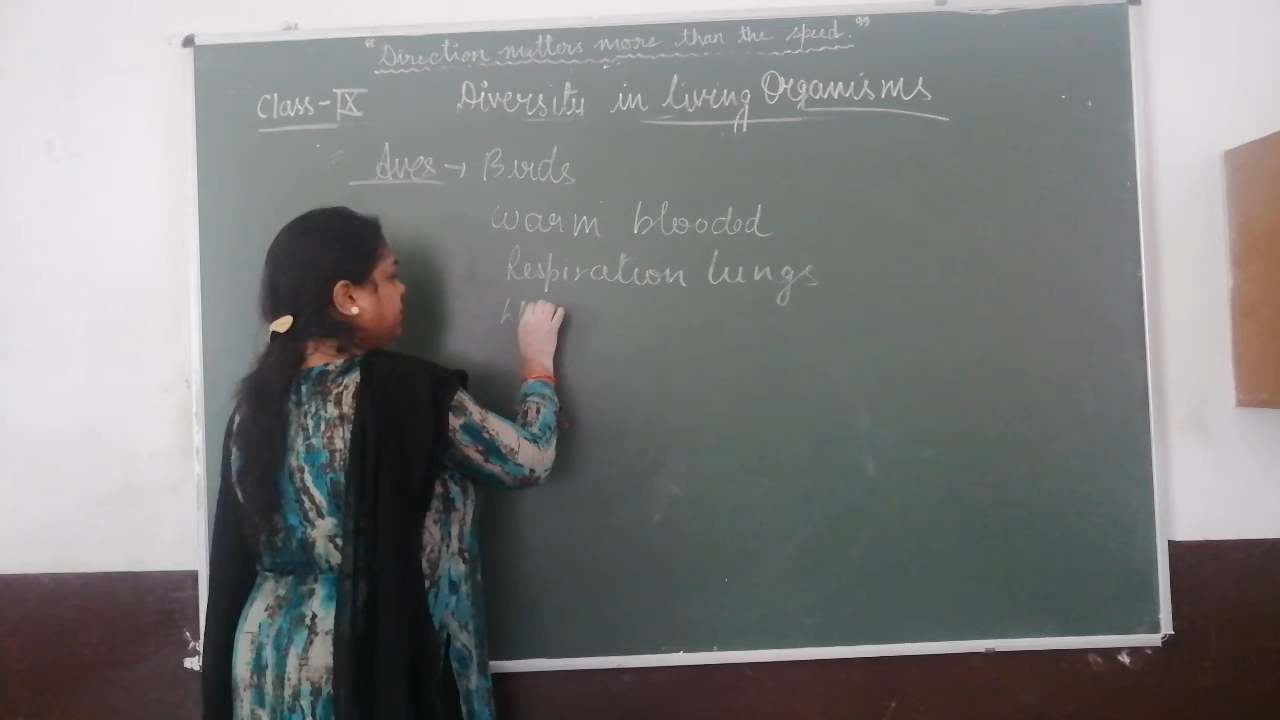 "Direction matters more than the speed."
Class-IX Diversity in living Organisms
Aves → Birds
warm blooded
Respiration lungs